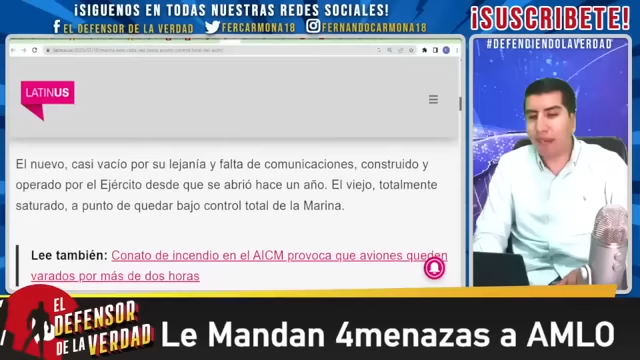 ¡SIGUENOS EN TODAS NUESTRAS REDES SOCIALES!
EL DEFENSOR DE LA VERDAD
FERCARMONA18
@FERNANDOCARMONA18
¡SUSCRIBETE!
#DEFENDIENDOLAVERDAD
LATINUS
El nuevo, casi vacío por su lejanía y falta de comunicaciones, construido y
operado por el Ejército desde que se abrió hace un año. El viejo, totalmente
saturado, a punto de quedar bajo control total de la Marina.
Lee también: Conato de incendio en el AICM provoca que aviones queden
varados por más de dos horas
EL
DEFENSOR
DE LA VERDAD
Le Mandan 4menazas a AMLO